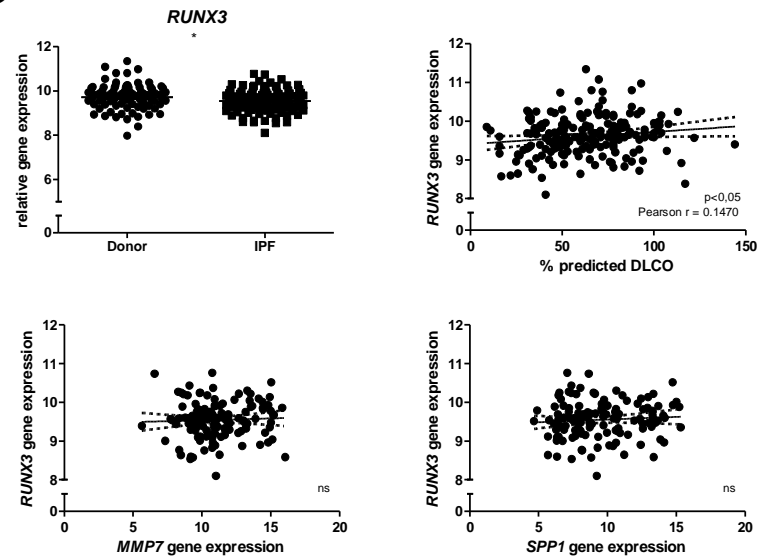 RUNX3
*
relative gene expression
12
10
8
6
0
Donor IPF
RUNX3 gene expression
12
11
10
9
8
0
p<0,05
Pearson r = 0.1470
0 50 100 150
% predicted DLCO
RUNX3 gene expression
12
11
10
9
8
0
ns
0 5 10 15 20
MMP7 gene expression
RUNX3 gene expression
12
11
10
9
8
0
ns
0 5 10 15 20
SPP1 gene expression